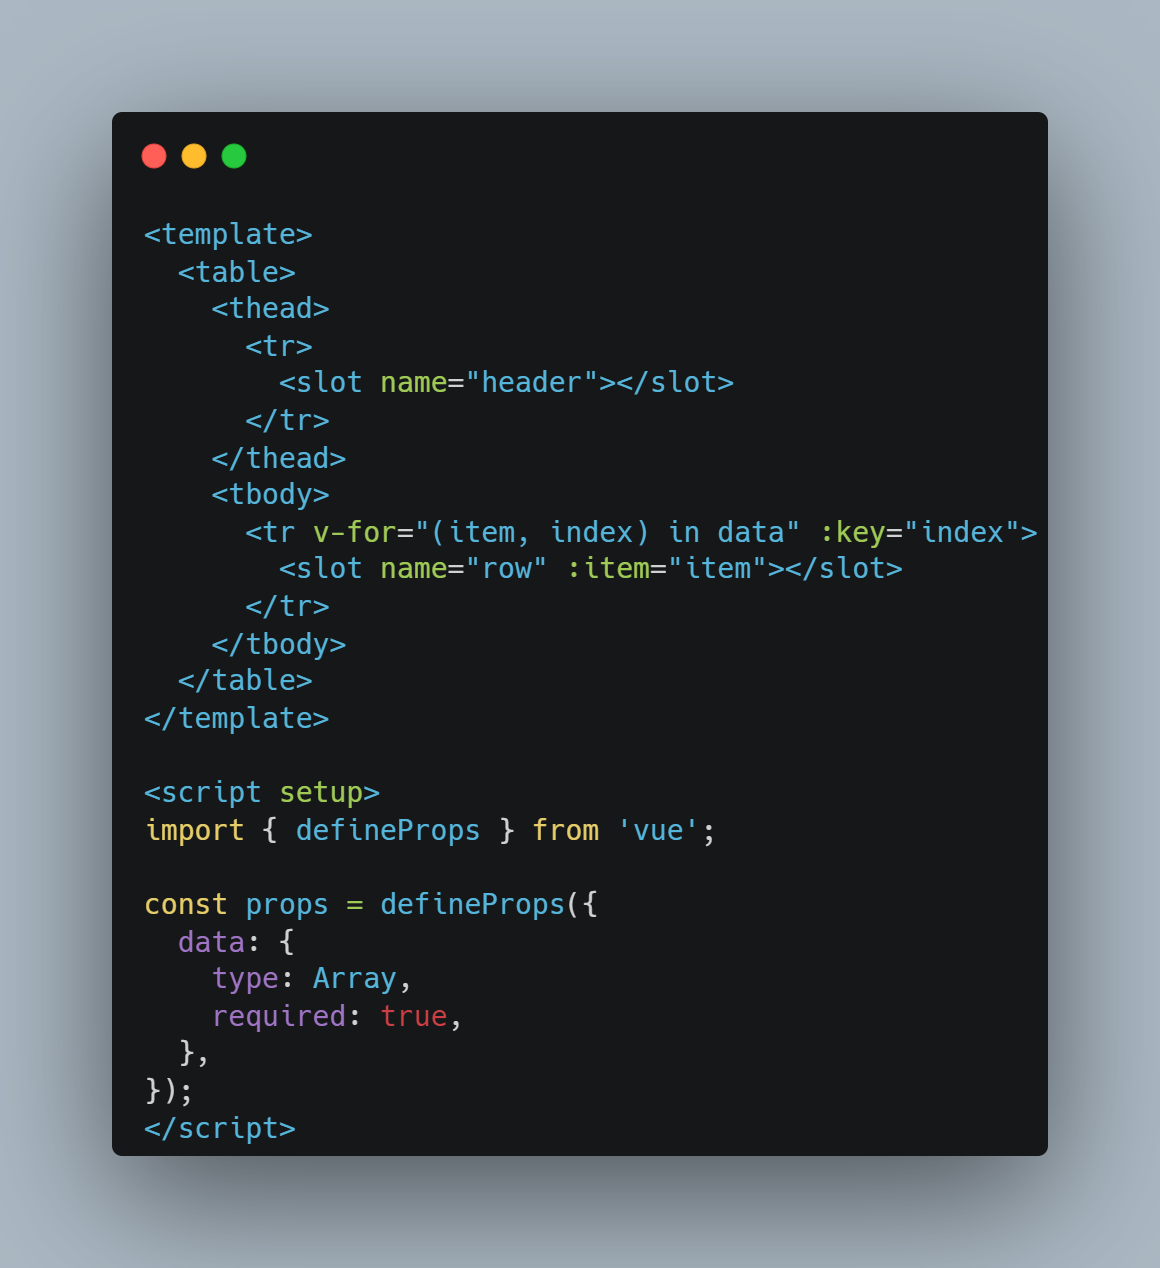 <template>
  <table>
    <thead>
      <tr>
        <slot name="header"></slot>
      </tr>
    </thead>
    <tbody>
      <tr v-for="(item, index) in data" :key="index">
        <slot name="row" :item="item"></slot>
      </tr>
    </tbody>
  </table>
</template>

<script setup>
import { defineProps } from 'vue';

const props = defineProps({
  data: {
    type: Array,
    required: true,
  },
});
</script>